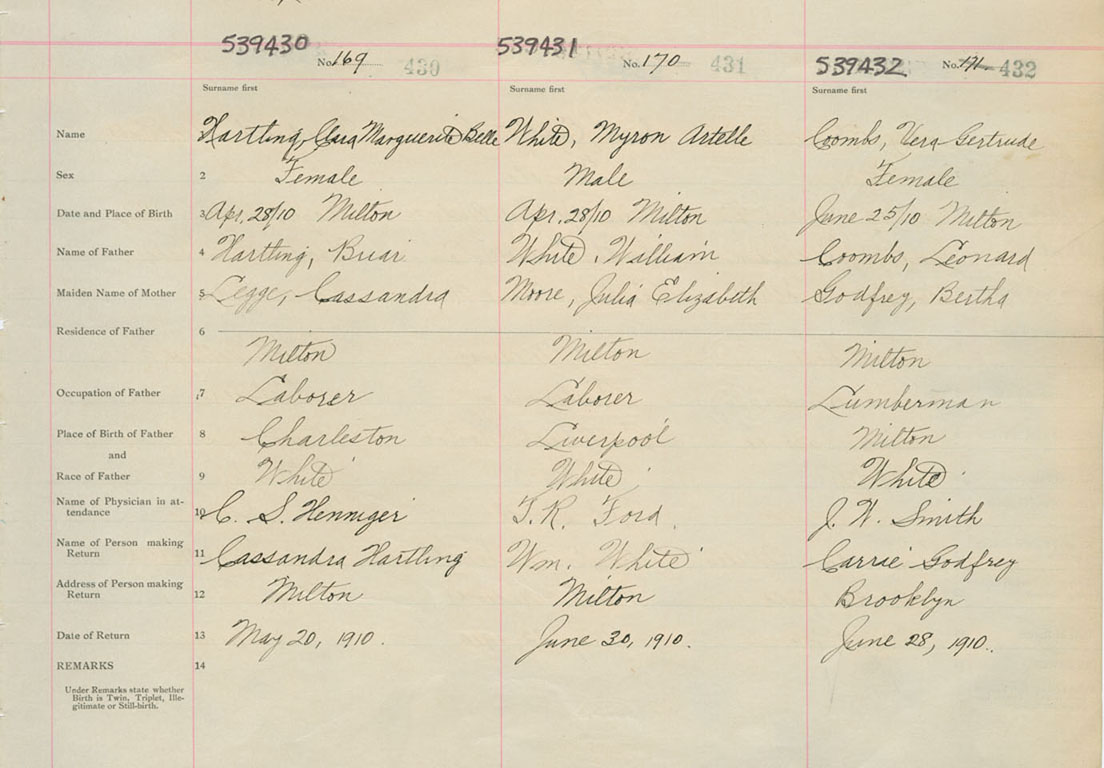 539430 539431 539432
No. 169 430 No. 170 431 No. 171 432
Surname first Surname first Surname first
Name Hartling, Clara Marguerite Belle White, Myron Artelle Coombs, Vera Gertrude
Sex 2 Female Male Female
Date and Place of Birth 3 Apr. 28/10 Milton Apr. 28/10 Milton June 25/10 Milton
Name of Father 4 Hartling, Briar White, William Coombs, Leonard
Maiden Name of Mother 5 Legge, Cassandra Moore, Julia Elizabeth Godfrey, Bertha
Residence of Father 6
Milton Milton Milton
Occupation of Father 7 Laborer Laborer Lumberman
Place of Birth of Father 8 Charleston Liverpool Milton
and
Race of Father 9 White White White
Name of Physician in at-
tendance 10 C. S. Henniger T. R. Ford. J. W. Smith
Name of Person making
Return 11 Cassandra Hartling Wm. White Carrie Godfrey
Address of Person making
Return 12 Milton Milton Brooklyn
Date of Return 13 May 20, 1910. June 30, 1910. June 28, 1910.
REMARKS 14
Under Remarks state whether
Birth is Twin, Triplet, Ille-
gitimate or Still-birth.